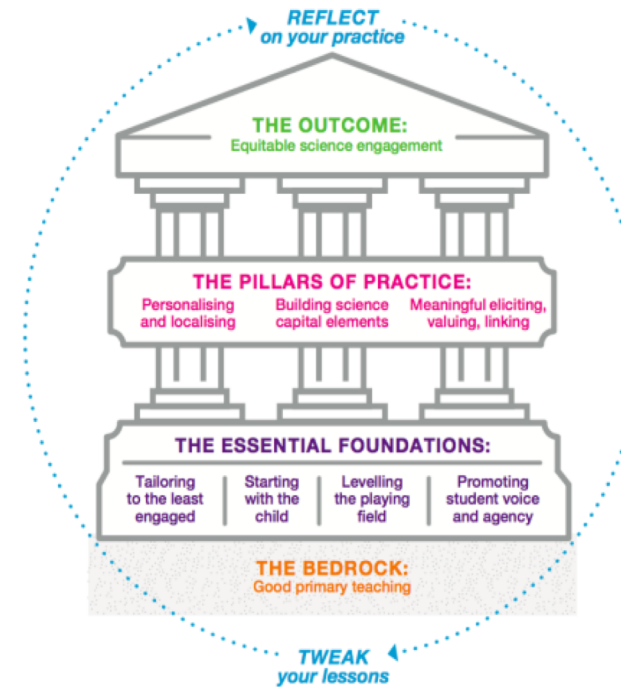 REFLECT
on your practice
THE OUTCOME:
Equitable science engagement
THE PILLARS OF PRACTICE:
Personalising
and localising
Building science
capital elements
Meaningful eliciting,
valuing, linking
THE ESSENTIAL FOUNDATIONS:
Tailoring
to the least
engaged
Starting
with the
child
Levelling
the playing
field
Promoting
student voice
and agency
THE BEDROCK:
Good primary teaching
TWEAK
your lessons